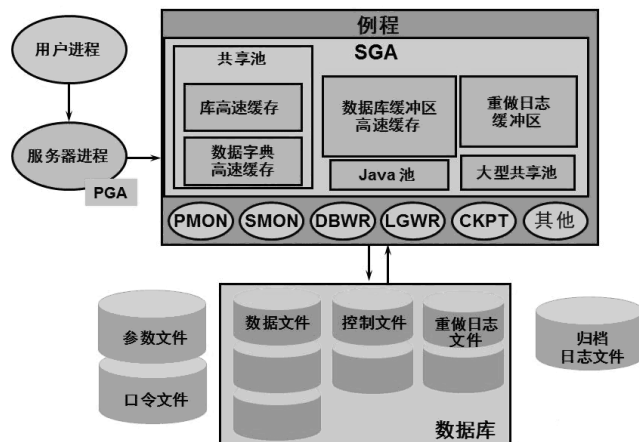 例程
SGA
用户进程
共享池
库高速缓存
数据库缓冲区
高速缓存
重做日志
缓冲区
服务器进程
PGA
数据字典
高速缓存
Java 池
大型共享池
PMON
SMON
DBWR
LGWR
CKPT
其他
参数文件
口令文件
数据文件
控制文件
重做日志
文件
归档
日志文件
数据库